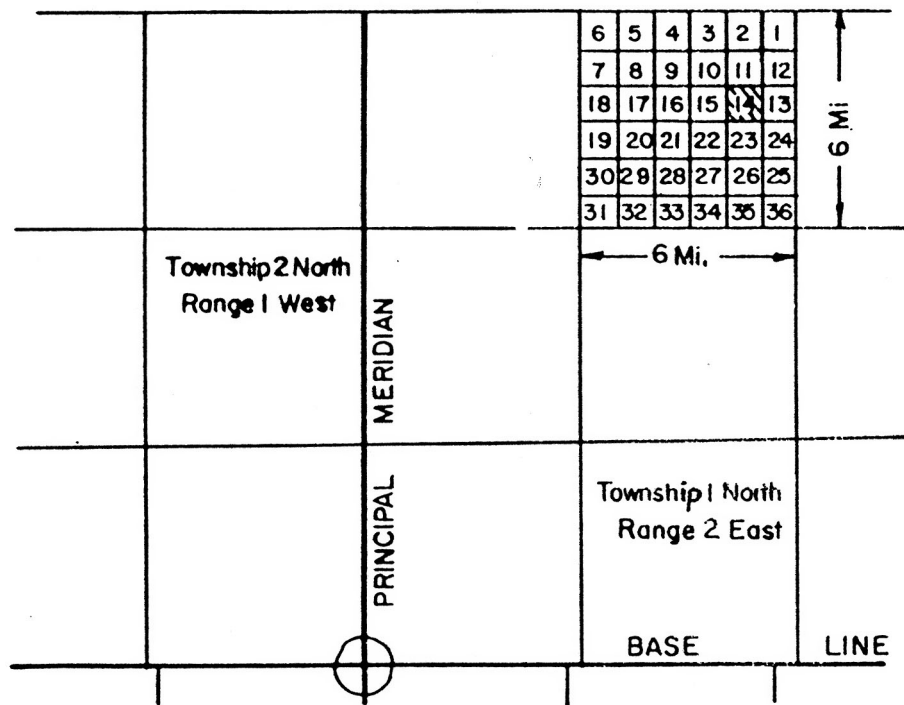 6 5 4 3 2 1
7 8 9 10 11 12
18 17 16 15 14 13
19 20 21 22 23 24
30 29 28 27 26 25
31 32 33 34 35 36
6 Mi
6 Mi.
Township 2 North
Range 1 West
PRINCIPAL MERIDIAN
Township 1 North
Range 2 East
BASE LINE